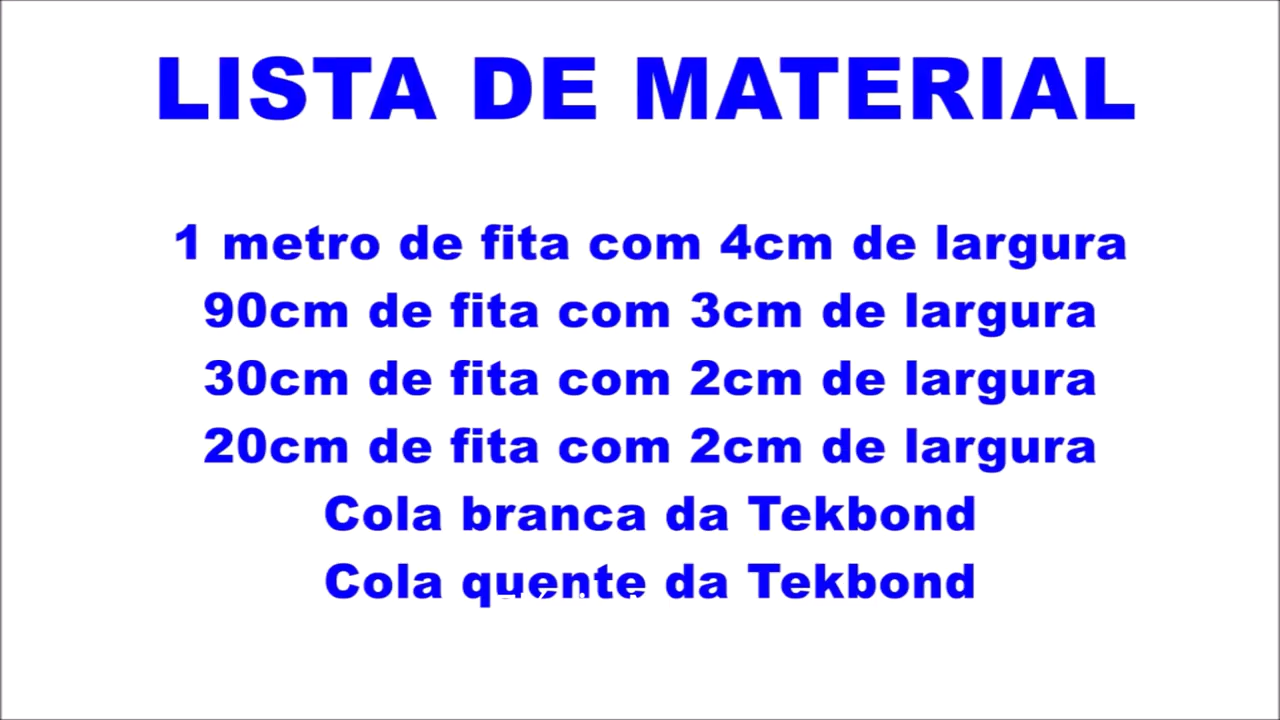 LISTA DE MATERIAL
1 metro de fita com 4cm de largura
90cm de fita com 3cm de largura
30cm de fita com 2cm de largura
20cm de fita com 2cm de largura
Cola branca da Tekbond
Cola quente da Tekbond